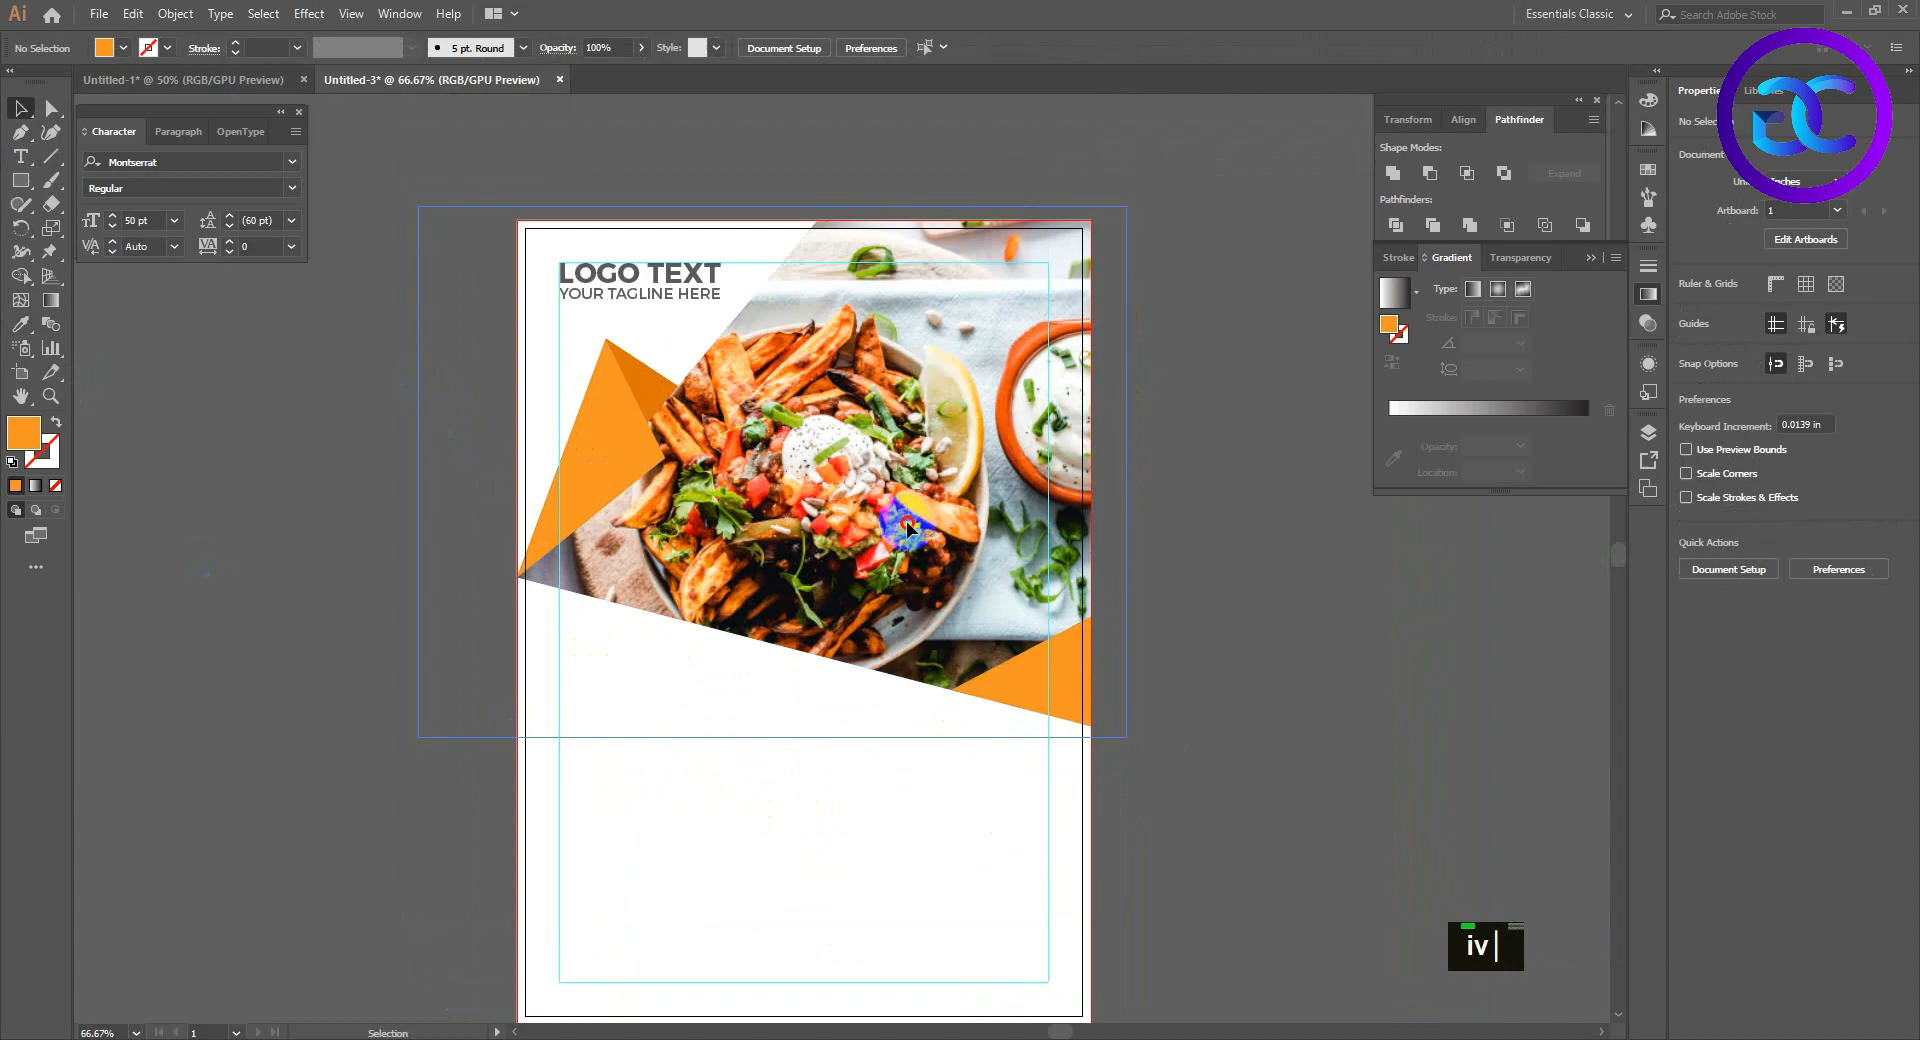 Ai File Edit Object Type Select Effect View Window Help Essentials Classic Search Adobe Stock
No Selection Stroke: 5 pt. Round Opacity: 100% Style: Document Setup Preferences
Untitled-1* @ 50% (RGB/GPU Preview) × Untitled-3* @ 66.67% (RGB/GPU Preview) ×
Character Paragraph OpenType
Montserrat
Regular
50 pt (60 pt)
Auto 0
LOGO TEXT
YOUR TAGLINE HERE
Transform Align Pathfinder
Shape Modes:
Expand
Pathfinders:
Stroke Gradient Transparency
Type:
Stroke:
Opacity:
Location:
No
Document
Artboard: 1
Edit Artboards
Ruler & Grids
Guides
Snap Options
Preferences
Keyboard Increment: 0.0139 in
Use Preview Bounds
Scale Corners
Scale Strokes & Effects
Quick Actions
Document Setup Preferences
iv
66.67% 1 Selection